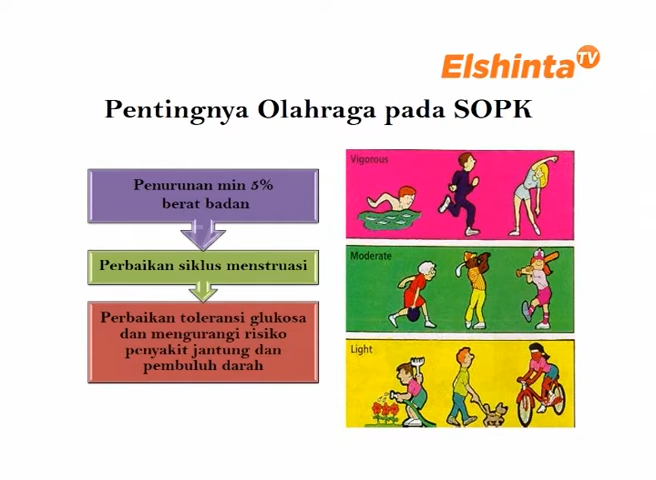 Elshinta TV
Pentingnya Olahraga pada SOPK
Penurunan min 5%
berat badan
Perbaikan siklus menstruasi
Perbaikan toleransi glukosa
dan mengurangi risiko
penyakit jantung dan
pembuluh darah
Vigorous
Moderate
Light